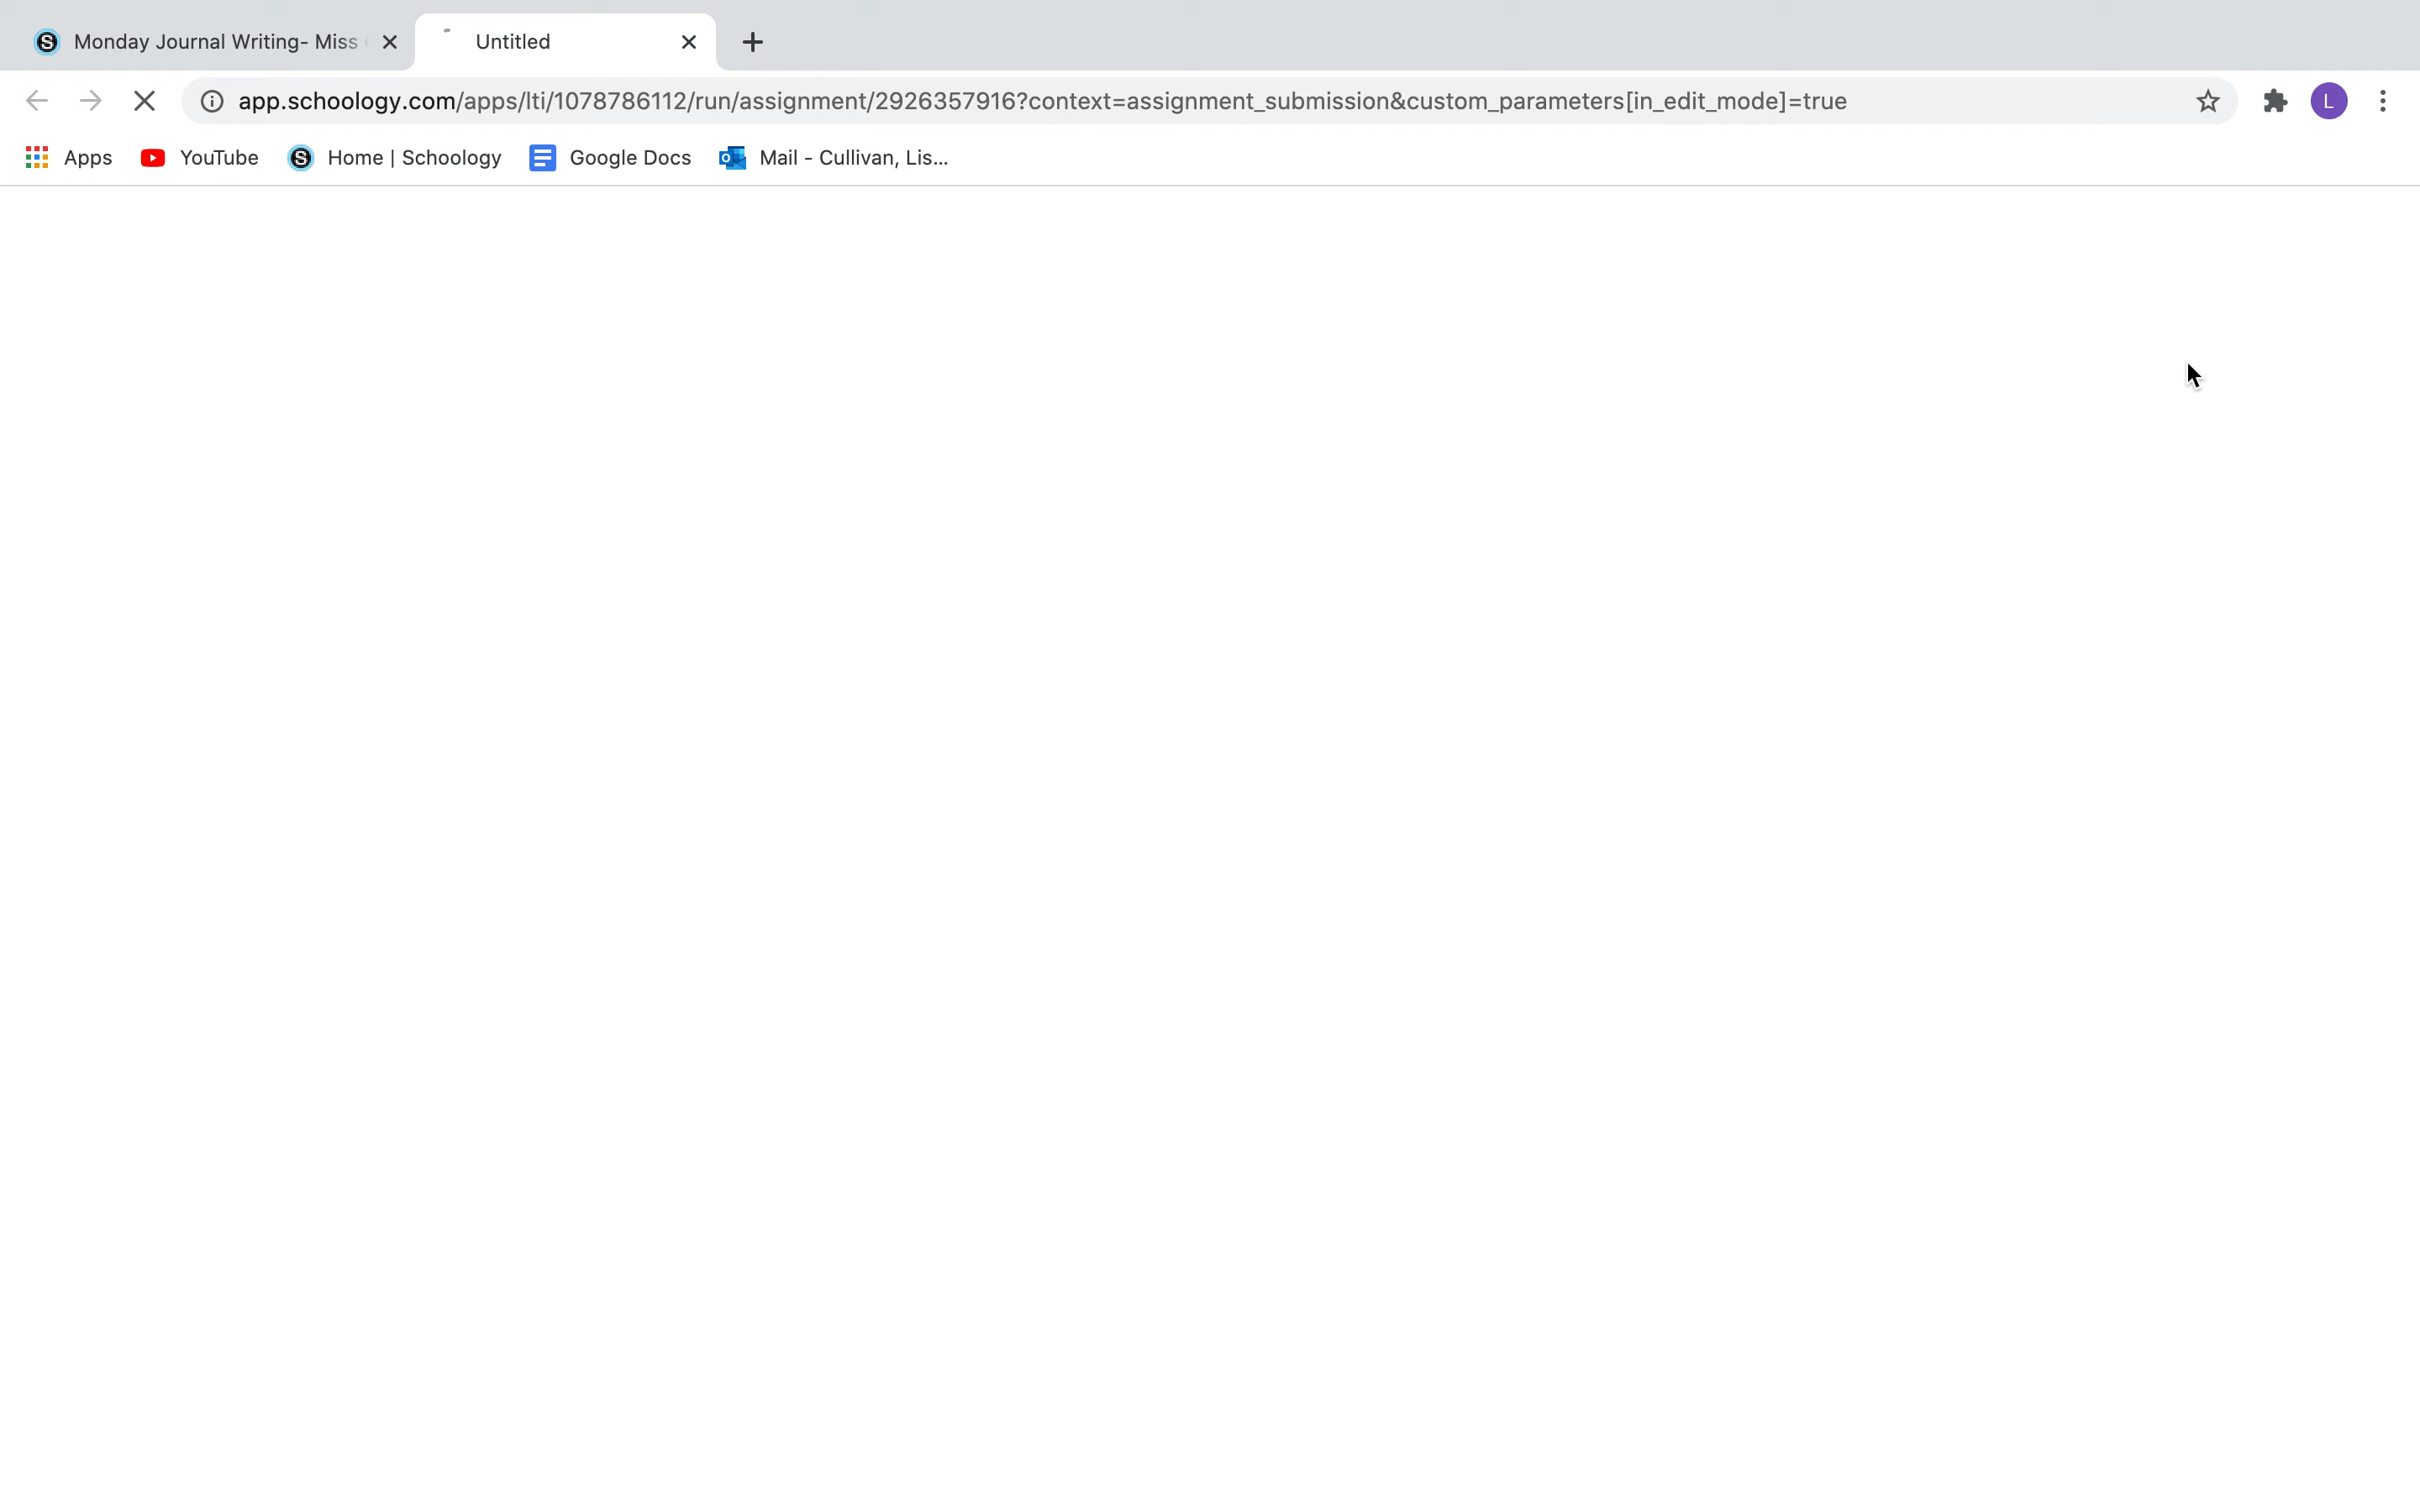 Monday Journal Writing- Miss
Untitled
app.schoology.com/apps/lti/1078786112/run/assignment/2926357916?context=assignment_submission&custom_parameters[in_edit_mode]=true
L
Apps YouTube Home | Schoology Google Docs Mail - Cullivan, Lis...